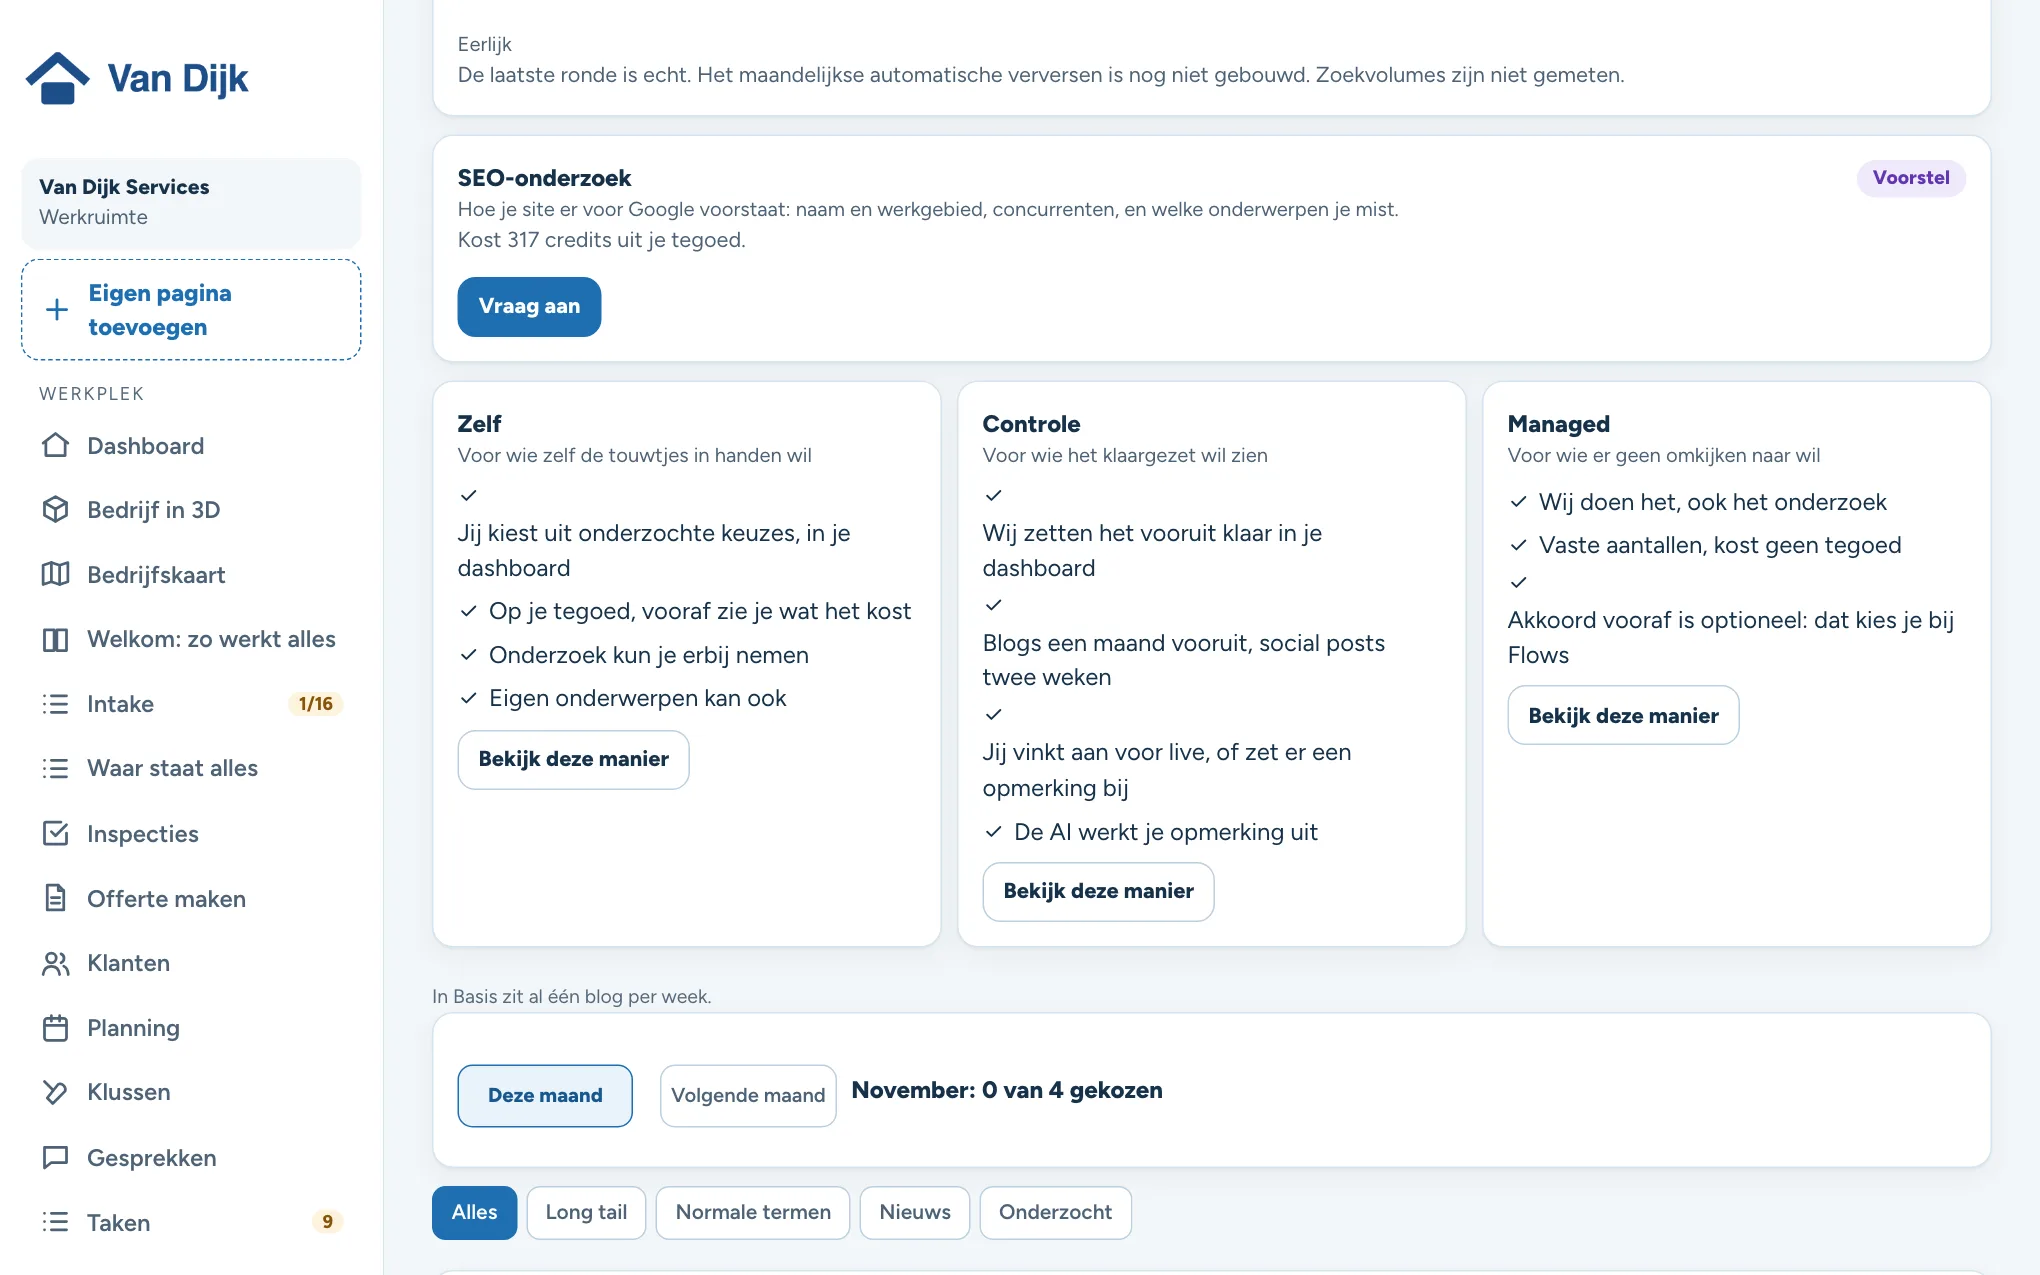 Van Dijk
Van Dijk Services
Werkruimte
Eigen pagina
toevoegen
WERKPLEK
Dashboard
Bedrijf in 3D
Bedrijfskaart
Welkom: zo werkt alles
Intake 1/16
Waar staat alles
Inspecties
Offerte maken
Klanten
Planning
Klussen
Gesprekken
Taken 9
Eerlijk
De laatste ronde is echt. Het maandelijkse automatische verversen is nog niet gebouwd. Zoekvolumes zijn niet gemeten.
SEO-onderzoek
Voorstel
Hoe je site er voor Google voorstaat: naam en werkgebied, concurrenten, en welke onderwerpen je mist.
Kost 317 credits uit je tegoed.
Vraag aan
Zelf
Voor wie zelf de touwtjes in handen wil
Jij kiest uit onderzochte keuzes, in je
dashboard
Op je tegoed, vooraf zie je wat het kost
Onderzoek kun je erbij nemen
Eigen onderwerpen kan ook
Bekijk deze manier
Controle
Voor wie het klaargezet wil zien
Wij zetten het vooruit klaar in je
dashboard
Blogs een maand vooruit, social posts
twee weken
Jij vinkt aan voor live, of zet er een
opmerking bij
De AI werkt je opmerking uit
Bekijk deze manier
Managed
Voor wie er geen omkijken naar wil
Wij doen het, ook het onderzoek
Vaste aantallen, kost geen tegoed
Akkoord vooraf is optioneel: dat kies je bij
Flows
Bekijk deze manier
In Basis zit al één blog per week.
Deze maand
Volgende maand
November: 0 van 4 gekozen
Alles
Long tail
Normale termen
Nieuws
Onderzocht